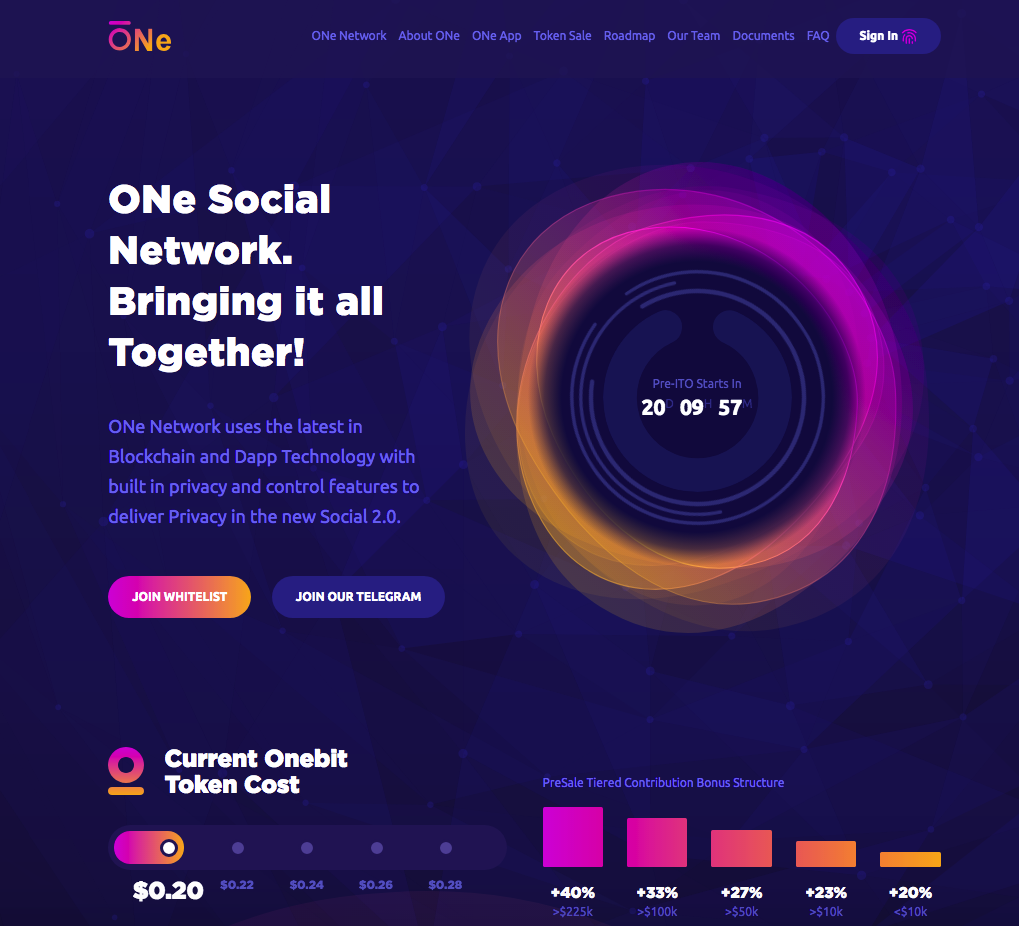 ŌNe
ONe Network About ONe ONe App Token Sale Roadmap Our Team Documents FAQ Sign In
ONe Social
Network.
Bringing it all
Together!
ONe Network uses the latest in
Blockchain and Dapp Technology with
built in privacy and control features to
deliver Privacy in the new Social 2.0.
JOIN WHITELIST JOIN OUR TELEGRAM
Pre-ITO Starts In
20 D 09 H 57 M
Current Onebit
Token Cost
$0.20 $0.22 $0.24 $0.26 $0.28
PreSale Tiered Contribution Bonus Structure
+40% +33% +27% +23% +20%
>$225k >$100k >$50k >$10k <$10k